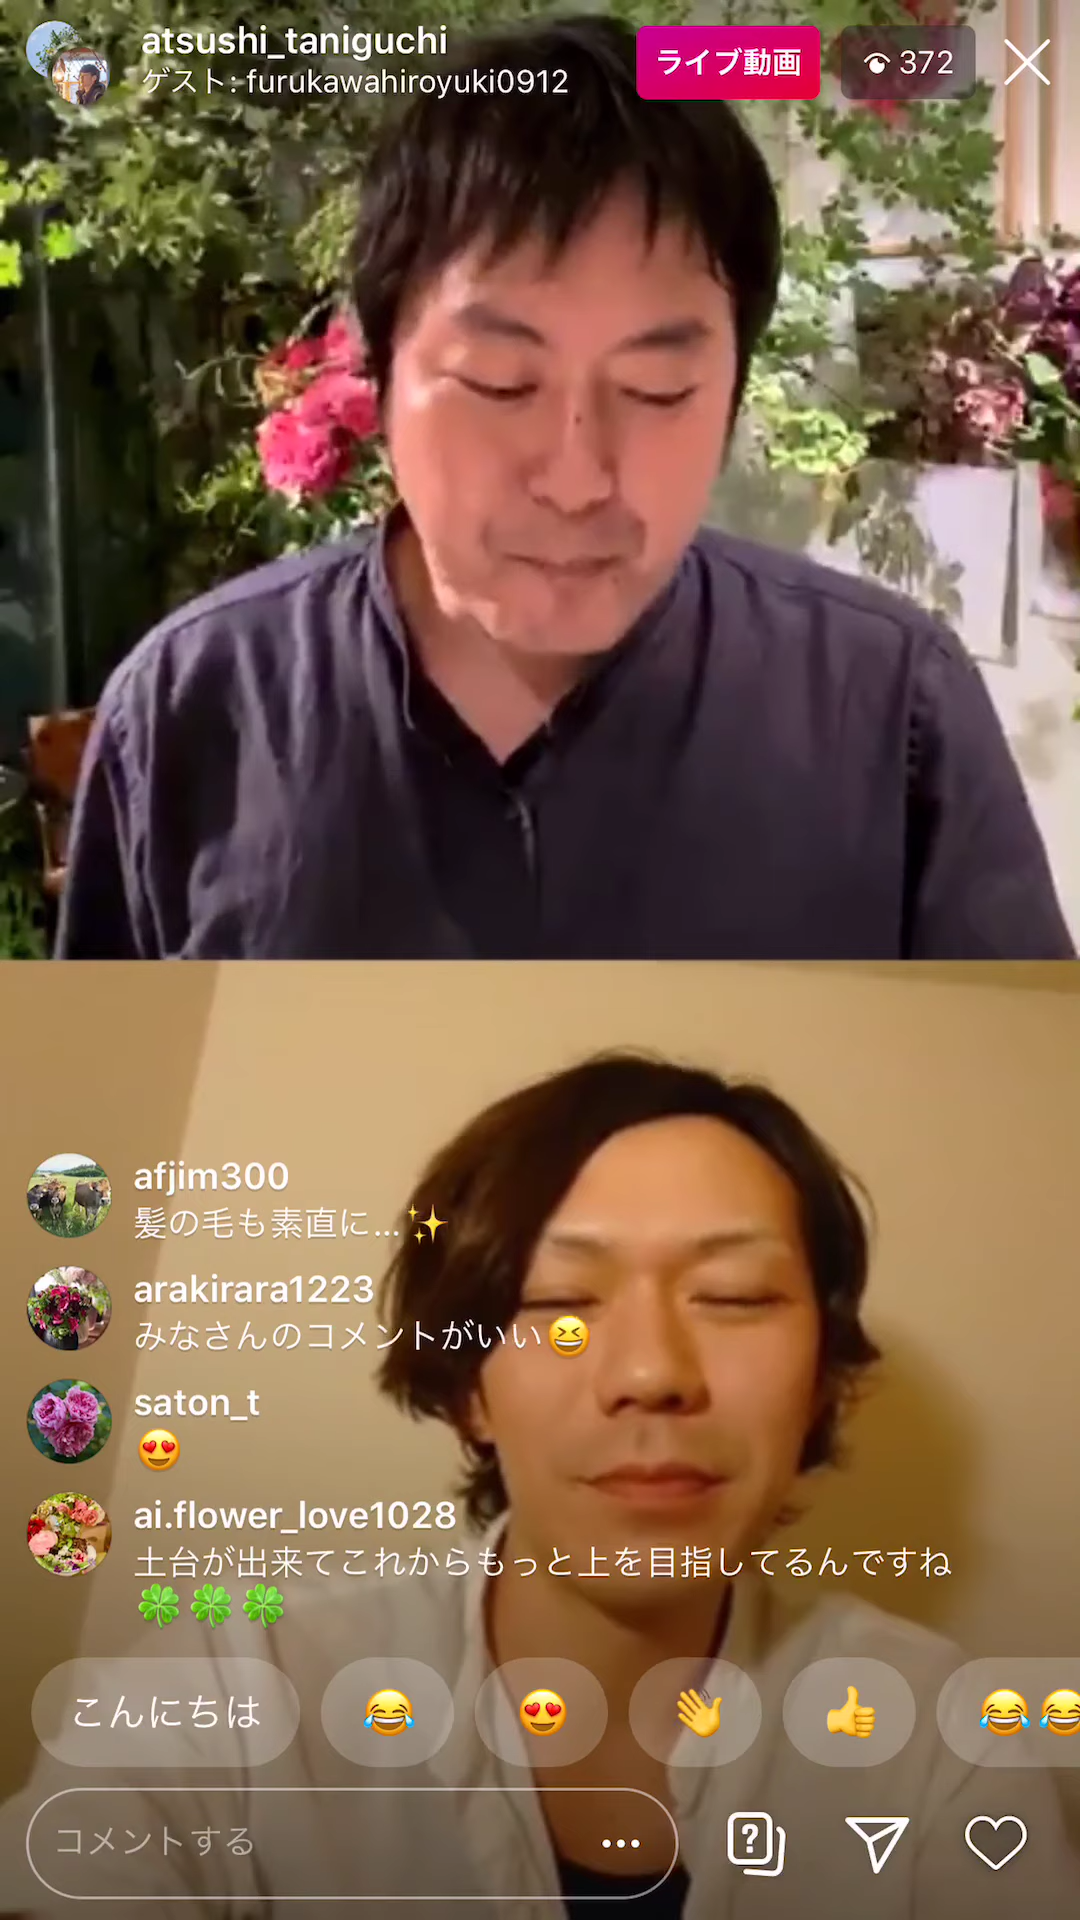 atsushi_taniguchi
ゲスト: furukawahiroyuki0912
ライブ動画
372
afjim300
髪の毛も素直に...✨
arakirara1223
みなさんのコメントがいい😆
saton_t
😍
ai.flower_love1028
土台が出来てこれからもっと上を目指してるんですね
🍀🍀🍀
こんにちは 😂 😍 👋 👍 😂😂
コメントする